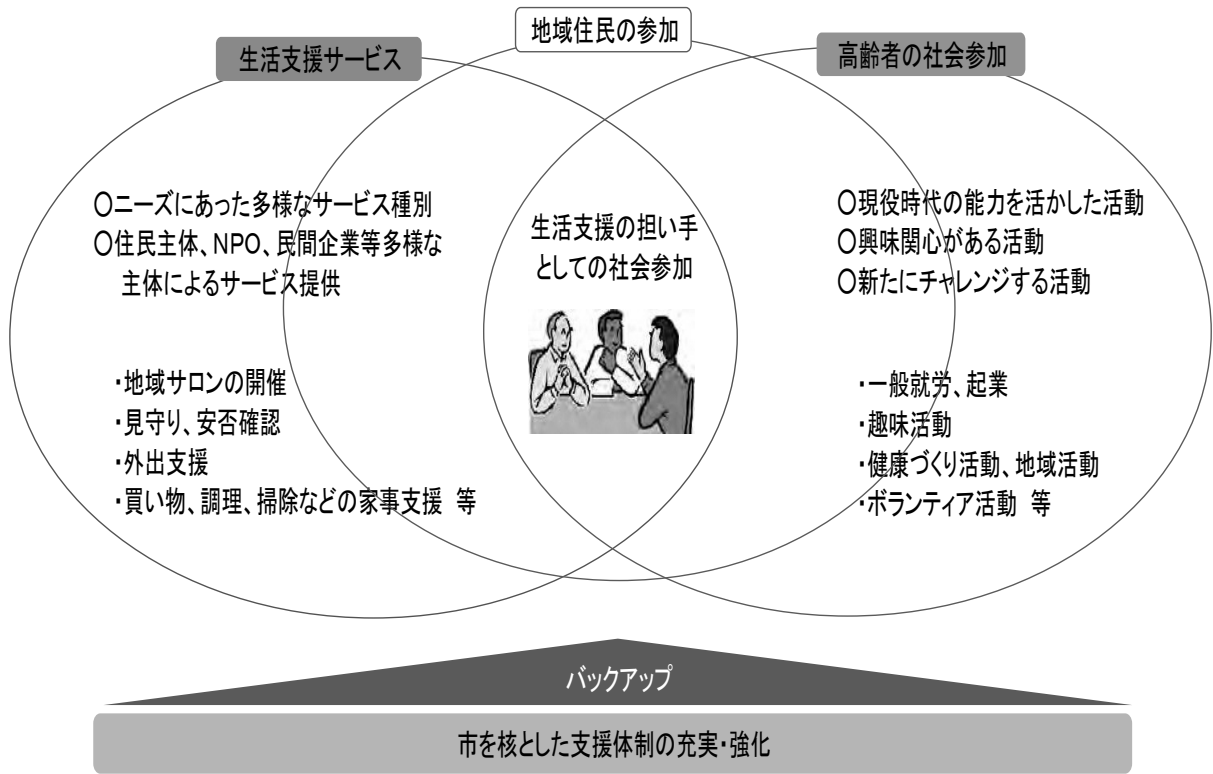 地域住民の参加
生活支援サービス
高齢者の社会参加
〇ニーズにあった多様なサービス種別
〇住民主体、NPO、民間企業等多様な
主体によるサービス提供
・地域サロンの開催
・見守り、安否確認
・外出支援
・買い物、調理、掃除などの家事支援 等
生活支援の担い手
としての社会参加
〇現役時代の能力を活かした活動
〇興味関心がある活動
〇新たにチャレンジする活動
・一般就労、起業
・趣味活動
・健康づくり活動、地域活動
・ボランティア活動 等
バックアップ
市を核とした支援体制の充実・強化